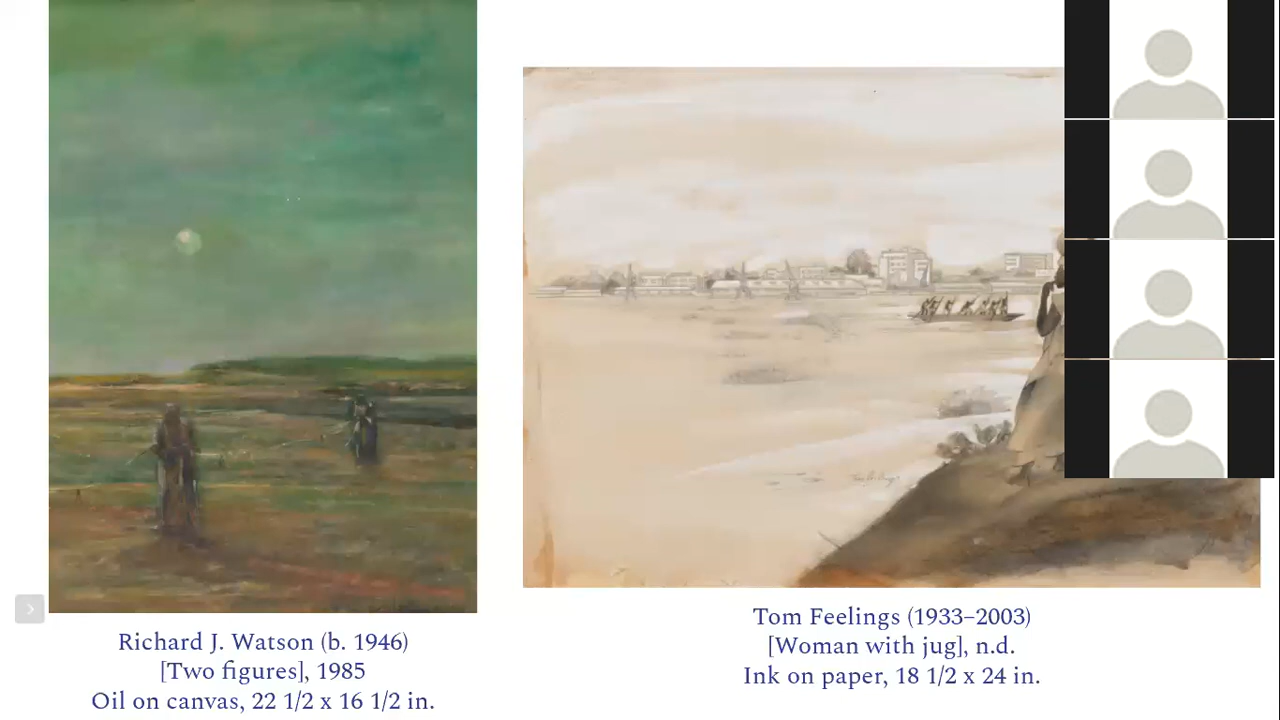 Richard J. Watson (b. 1946)
[Two figures], 1985
Oil on canvas, 22 1/2 x 16 1/2 in.
Tom Feelings (1933–2003)
[Woman with jug], n.d.
Ink on paper, 18 1/2 x 24 in.